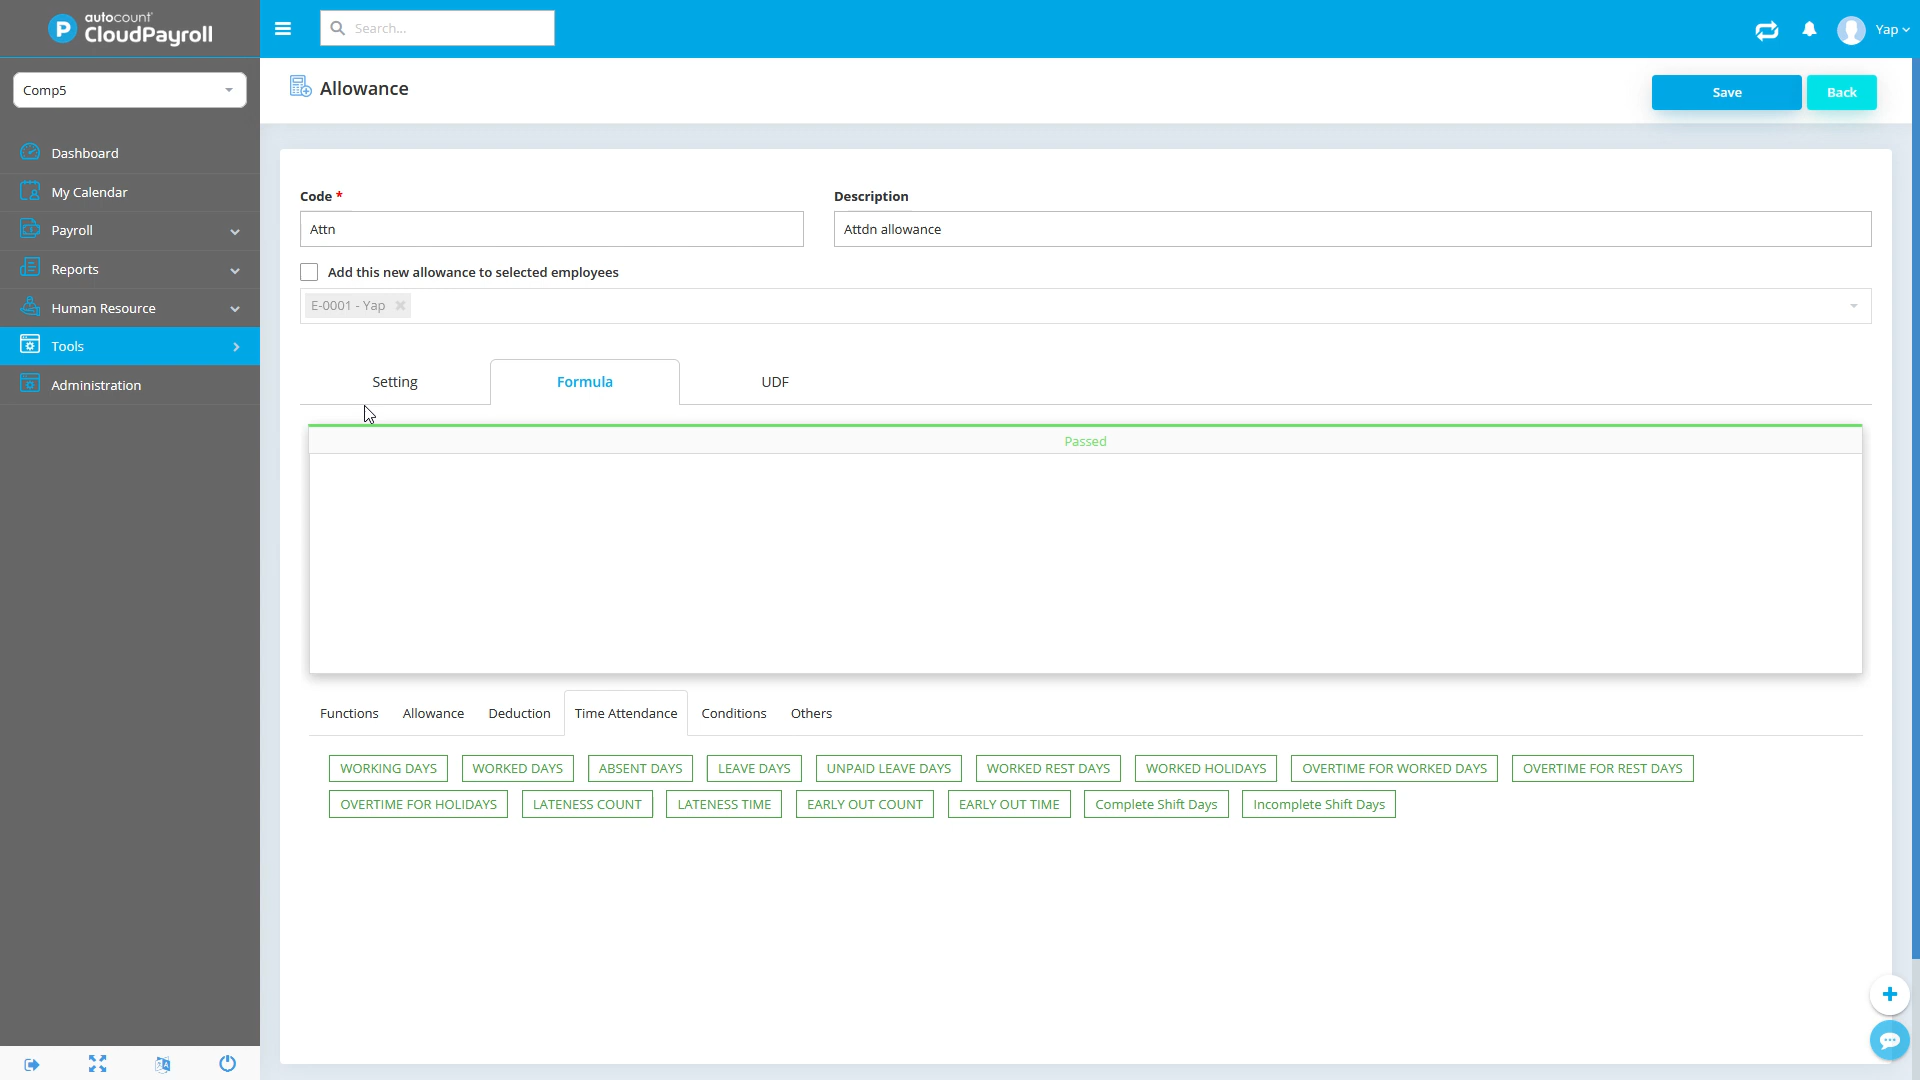 autocount
CloudPayroll
Search...
Yap
Comp5
Dashboard
My Calendar
Payroll
Reports
Human Resource
Tools
Administration
Allowance
Save
Back
Code *
Description
Attn
Attdn allowance
Add this new allowance to selected employees
E-0001 - Yap
Setting
Formula
UDF
Passed
Functions
Allowance
Deduction
Time Attendance
Conditions
Others
WORKING DAYS
WORKED DAYS
ABSENT DAYS
LEAVE DAYS
UNPAID LEAVE DAYS
WORKED REST DAYS
WORKED HOLIDAYS
OVERTIME FOR WORKED DAYS
OVERTIME FOR REST DAYS
OVERTIME FOR HOLIDAYS
LATENESS COUNT
LATENESS TIME
EARLY OUT COUNT
EARLY OUT TIME
Complete Shift Days
Incomplete Shift Days